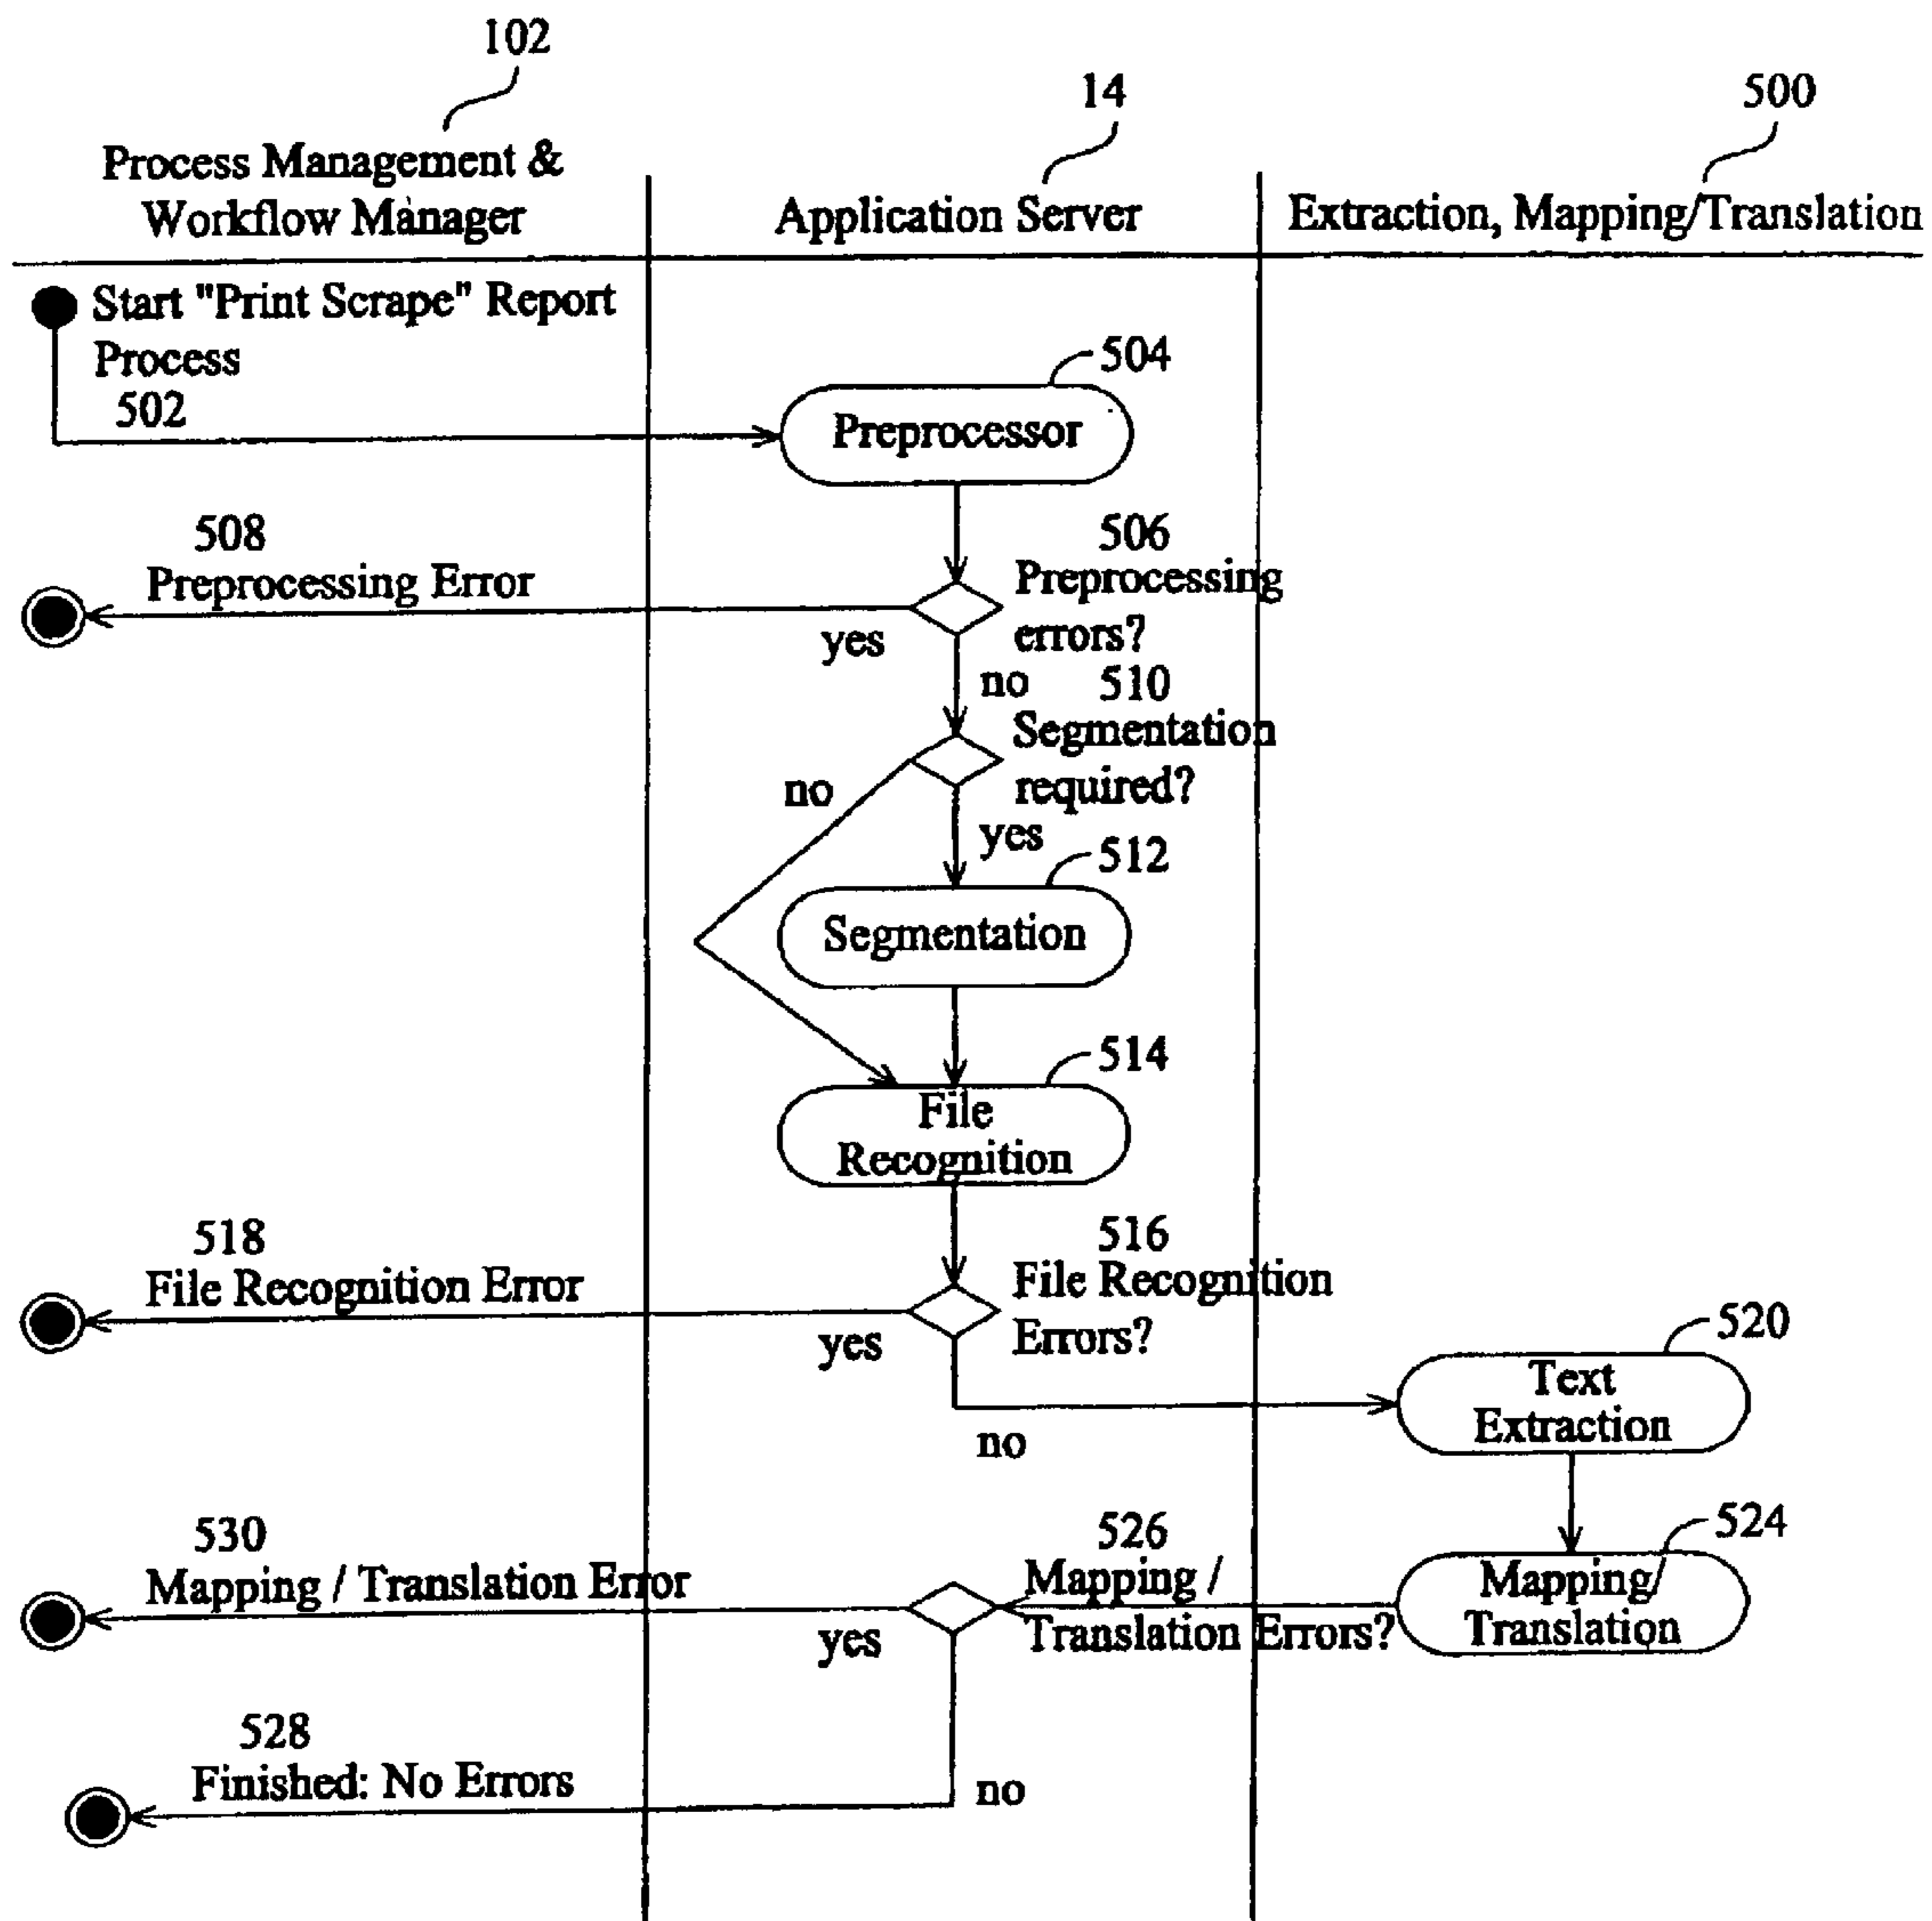 102
14
500
Process Management &
Workflow Manager
Application Server
Extraction, Mapping/Translation
Start "Print Scrape" Report
Process
502
504
Preprocessor
508
Preprocessing Error
506
Preprocessing
errors?
yes
no
510
Segmentation
required?
no
yes
512
Segmentation
514
File
Recognition
518
File Recognition Error
516
File Recognition
Errors?
yes
no
520
Text
Extraction
530
Mapping / Translation Error
526
Mapping /
Translation Errors?
yes
524
Mapping/
Translation
528
Finished: No Errors
no